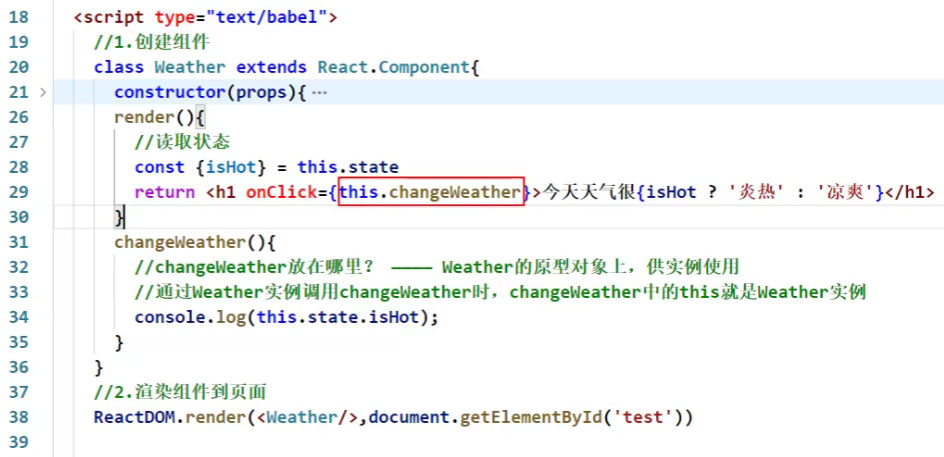 18 <script type="text/babel">
19 //1.创建组件
20 class Weather extends React.Component{
21 constructor(props){ ···
26 render(){
27 //读取状态
28 const {isHot} = this.state
29 return <h1 onClick={this.changeWeather}>今天天气很{isHot ? '炎热' : '凉爽'}</h1>
30 }
31 changeWeather(){
32 //changeWeather放在哪里? ———— Weather的原型对象上，供实例使用
33 //通过Weather实例调用changeWeather时，changeWeather中的this就是Weather实例
34 console.log(this.state.isHot);
35 }
36 }
37 //2.渲染组件到页面
38 ReactDOM.render(<Weather/>,document.getElementById('test'))
39